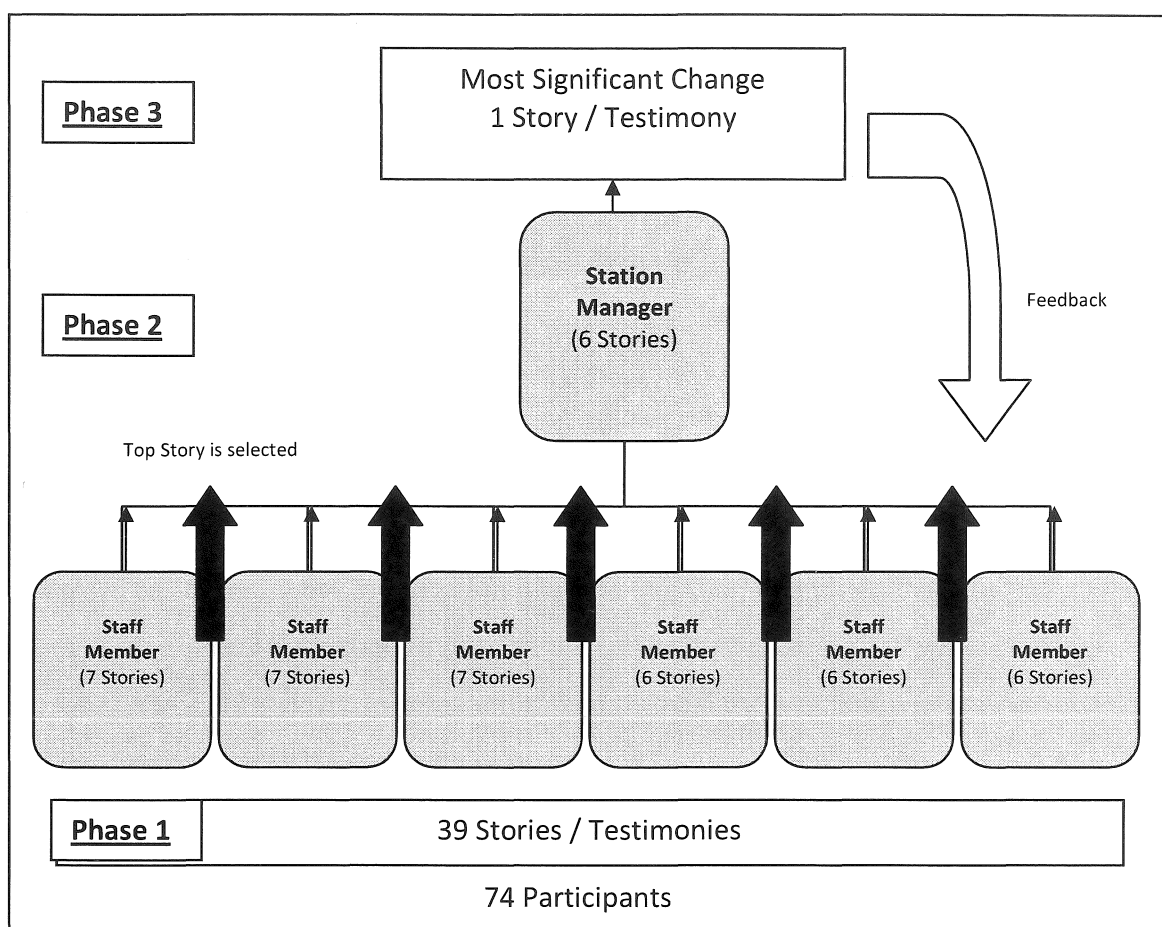 Phase 3
Most Significant Change
1 Story / Testimony
Station
Manager
(6 Stories)
Phase 2
Feedback
Top Story is selected
Staff
Member
(7 Stories)
Staff
Member
(7 Stories)
Staff
Member
(7 Stories)
Staff
Member
(6 Stories)
Staff
Member
(6 Stories)
Staff
Member
(6 Stories)
Phase 1
39 Stories / Testimonies
74 Participants